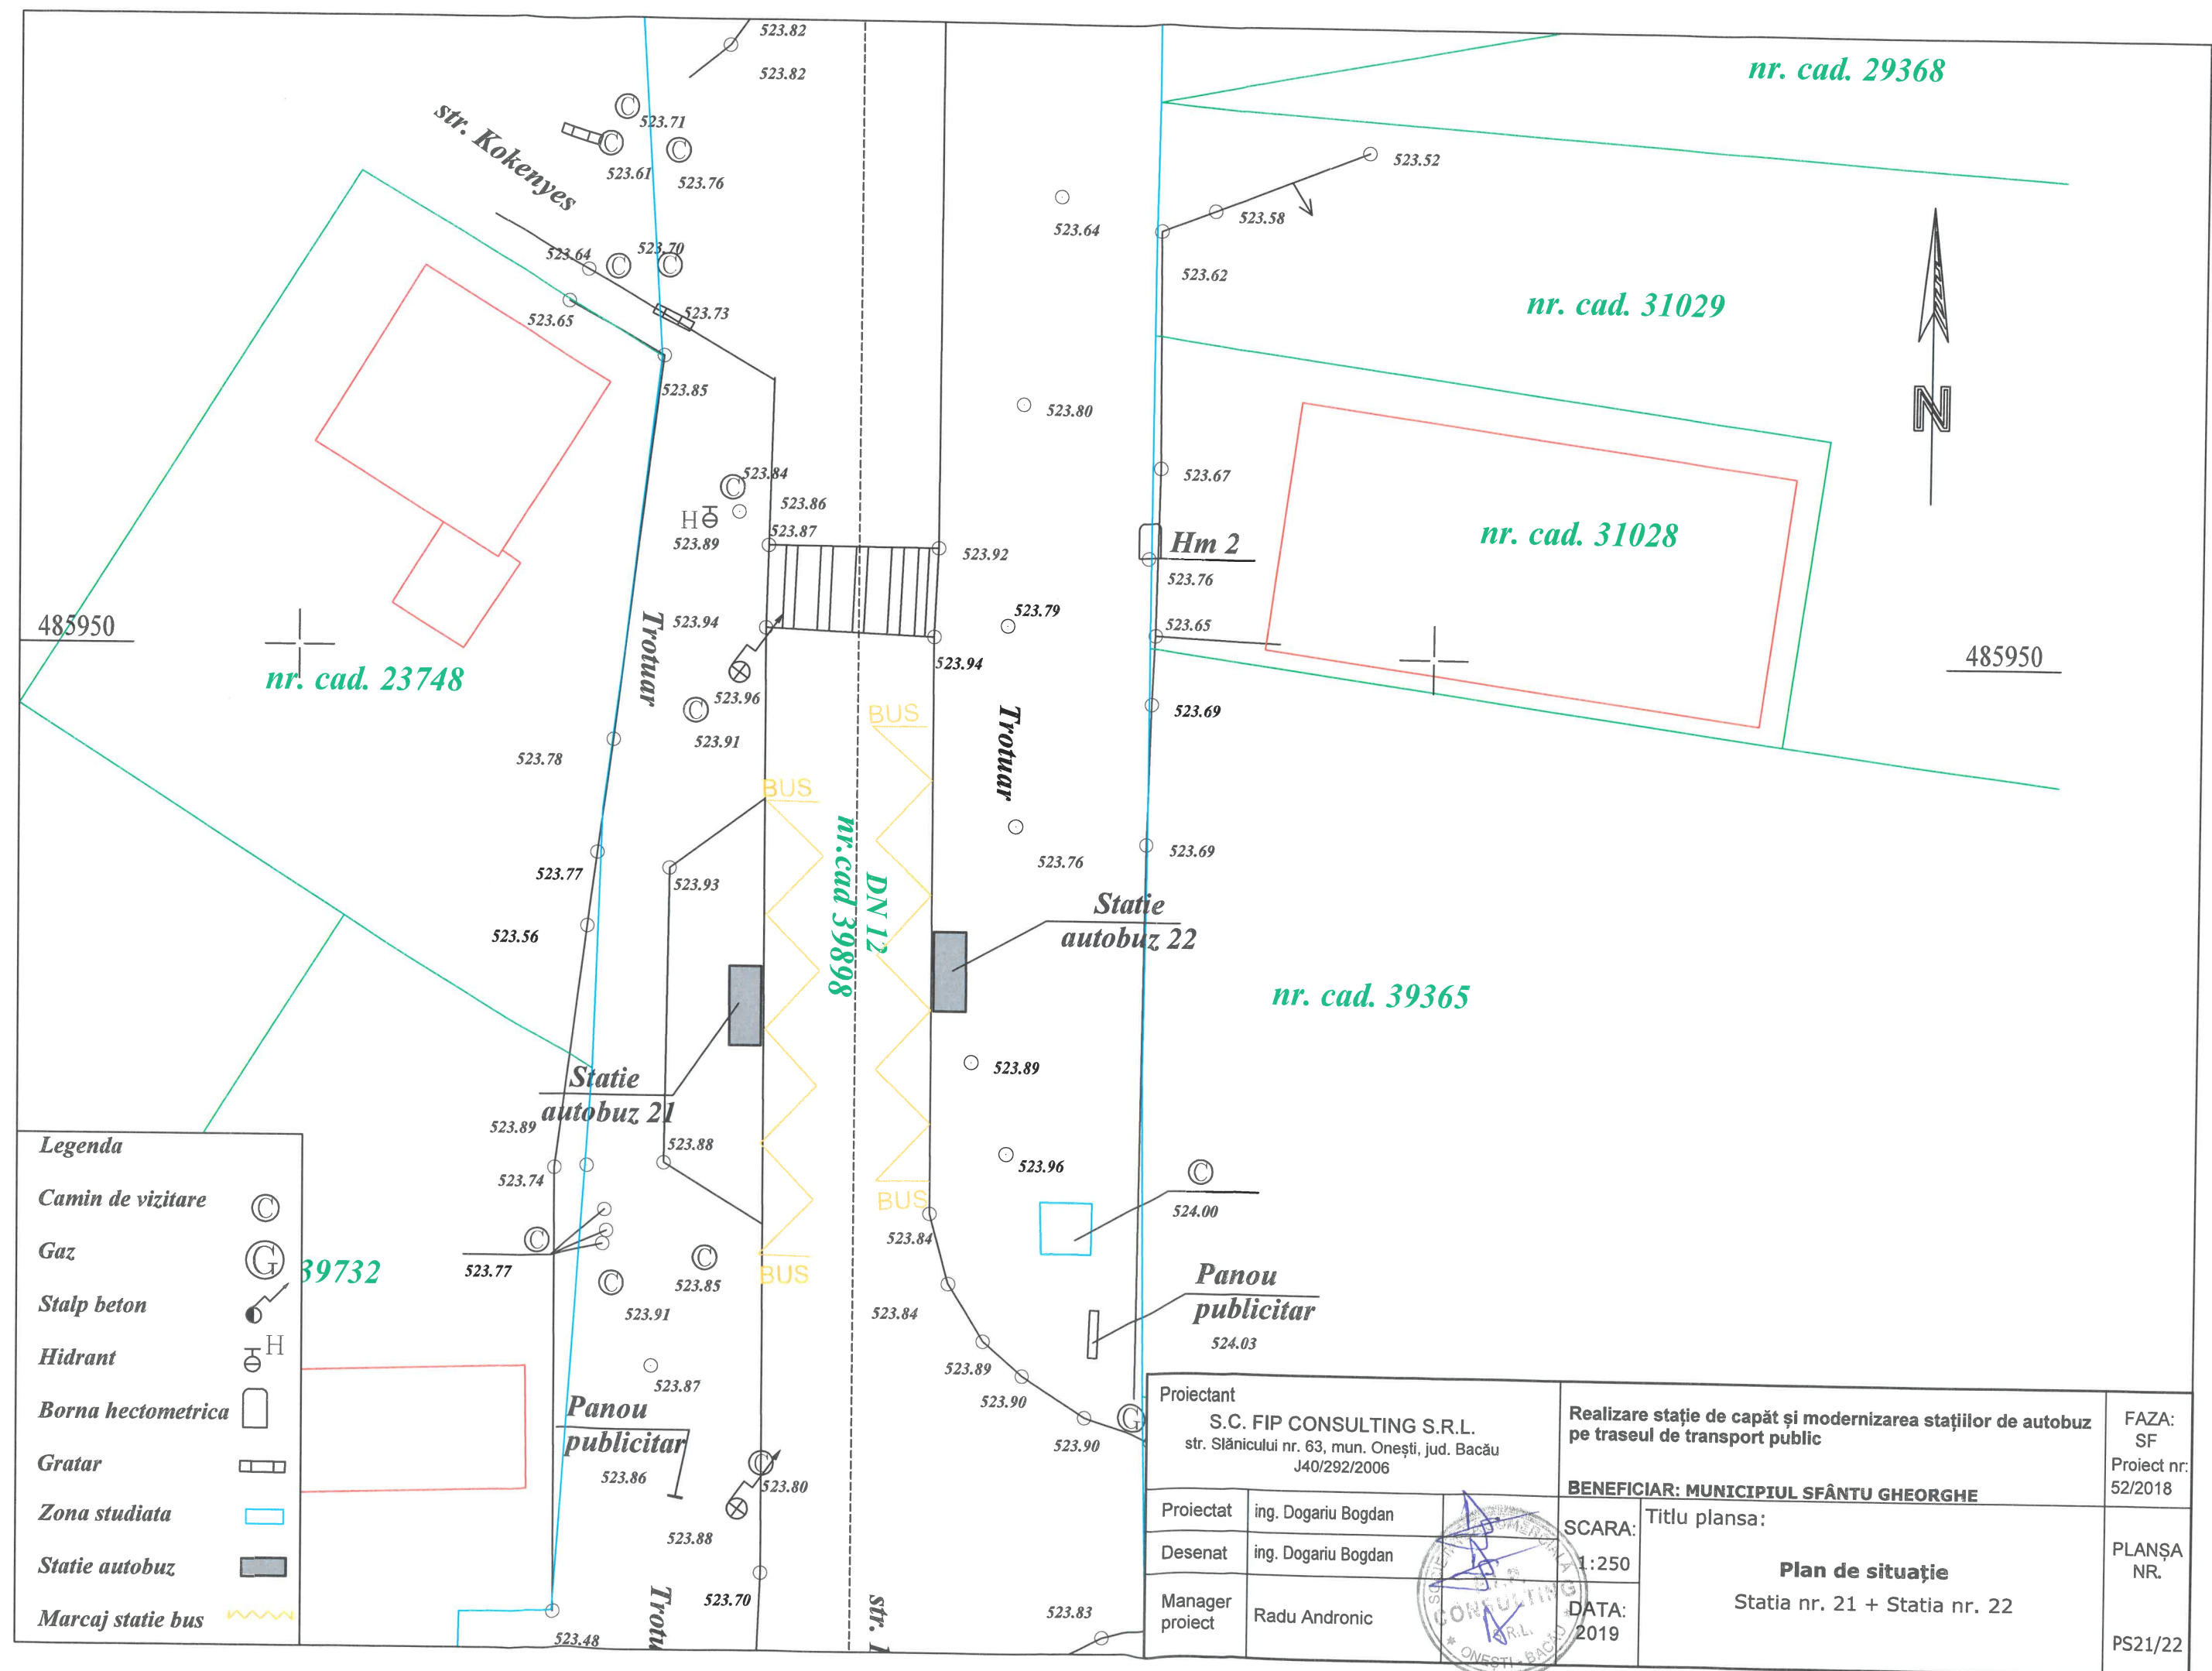 523.82
523.82
nr. cad. 29368
523.71
str. Kokenyes
523.61
523.76
523.52
523.58
523.64
523.64
523.70
523.62
523.65
523.73
nr. cad. 31029
523.85
523.80
N
523.84
523.67
523.86
H
523.89
523.87
523.92
Hm 2
nr. cad. 31028
523.76
523.94
523.79
523.65
485950
523.94
485950
nr. cad. 23748
Trotuar
523.96
523.69
523.91
BUS
Trotuar
523.78
BUS
nr.cad 39898
DN 12
523.76
523.69
523.77
523.93
Statie
autobuz 22
523.56
nr. cad. 39365
523.89
Statie
autobuz 21
523.89
523.88
523.96
523.74
BUS
524.00
523.84
523.77
523.85
BUS
523.91
523.84
Panou
publicitar
524.03
523.89
523.87
523.90
Panou
publicitar
523.86
523.80
523.90
G
523.88
523.70
Trotu
523.83
523.48
39732
Legenda
Camin de vizitare C
Gaz G
Stalp beton
Hidrant H
Borna hectometrica
Gratar
Zona studiata
Statie autobuz
Marcaj statie bus
Proiectant
S.C. FIP CONSULTING S.R.L.
str. Slănicului nr. 63, mun. Onești, jud. Bacău
J40/292/2006
Realizare stație de capăt și modernizarea stațiilor de autobuz
pe traseul de transport public
BENEFICIAR: MUNICIPIUL SFÂNTU GHEORGHE
FAZA:
SF
Proiect nr:
52/2018
Proiectat ing. Dogariu Bogdan
Desenat ing. Dogariu Bogdan
Manager
proiect
Radu Andronic
SCARA:
1:250
DATA:
2019
Titlu plansa:
Plan de situație
Statia nr. 21 + Statia nr. 22
PLANȘA
NR.
PS21/22
CONSULTING
S.R.L.
ONEȘTI - BACĂU